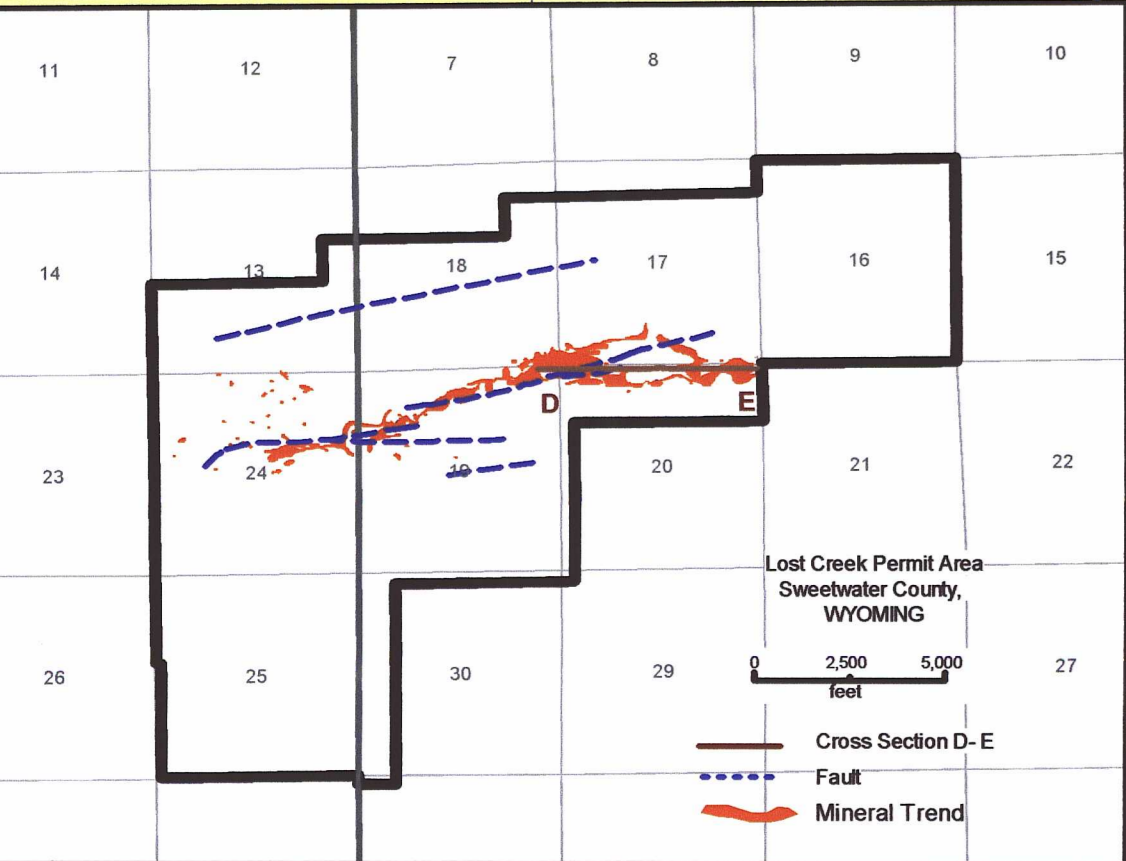 11 12 7 8 9 10
14 13 18 17 16 15
D E
23 24 19 20 21 22
Lost Creek Permit Area
Sweetwater County,
WYOMING
0 2,500 5,000
feet
26 25 30 29 27
Cross Section D-E
Fault
Mineral Trend